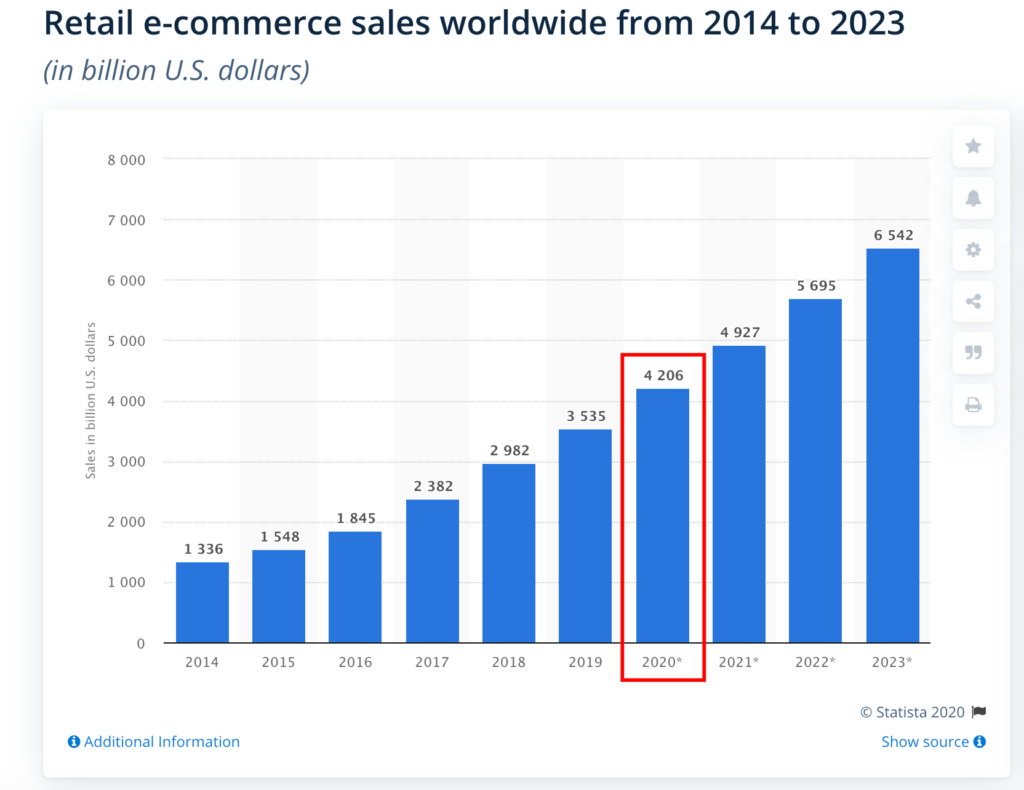 Retail e-commerce sales worldwide from 2014 to 2023
(in billion U.S. dollars)
Sales in billion U.S. dollars
8 000
7 000
6 000
5 000
4 000
3 000
2 000
1 000
0
1 336
1 548
1 845
2 382
2 982
3 535
4 206
4 927
5 695
6 542
2014 2015 2016 2017 2018 2019 2020* 2021* 2022* 2023*
© Statista 2020
Additional Information
Show source